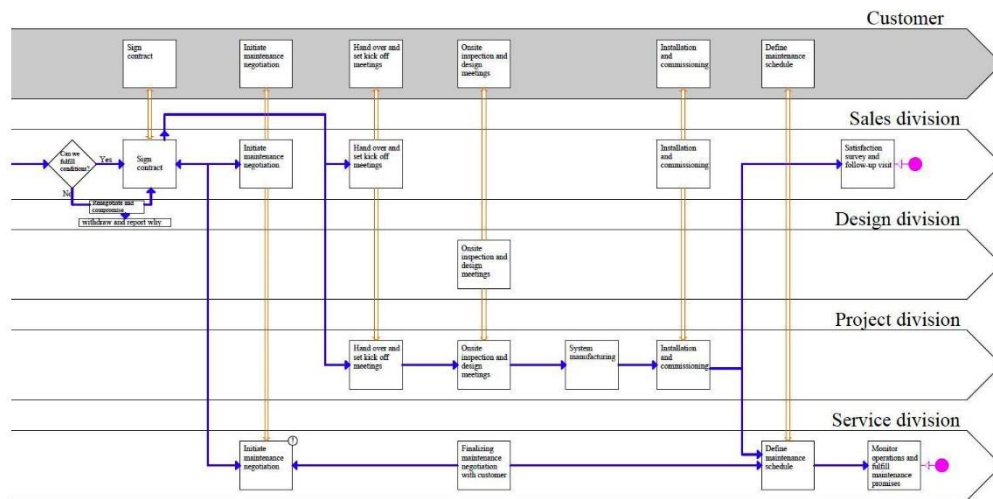 Customer
Sign
contract
Initiate
maintenance
negotiation
Hand over and
set kick off
meetings
Onsite
inspection and
design
meetings
Installation
and
commissioning
Define
maintenance
schedule
Sales division
Can we
fulfill
conditions?
Yes
No
Sign
contract
Renegotiate and
compromise
withdraw and report why
Initiate
maintenance
negotiation
Hand over and
set kick off
meetings
Installation
and
commissioning
Satisfaction
survey and
follow-up visit
Design division
Onsite
inspection and
design
meetings
Project division
Hand over and
set kick off
meetings
Onsite
inspection and
design
meetings
System
manufacturing
Installation
and
commissioning
Service division
Initiate
maintenance
negotiation
Finalizing
maintenance
negotiation
with customer
Define
maintenance
schedule
Monitor
operations and
fulfill
maintenance
promises